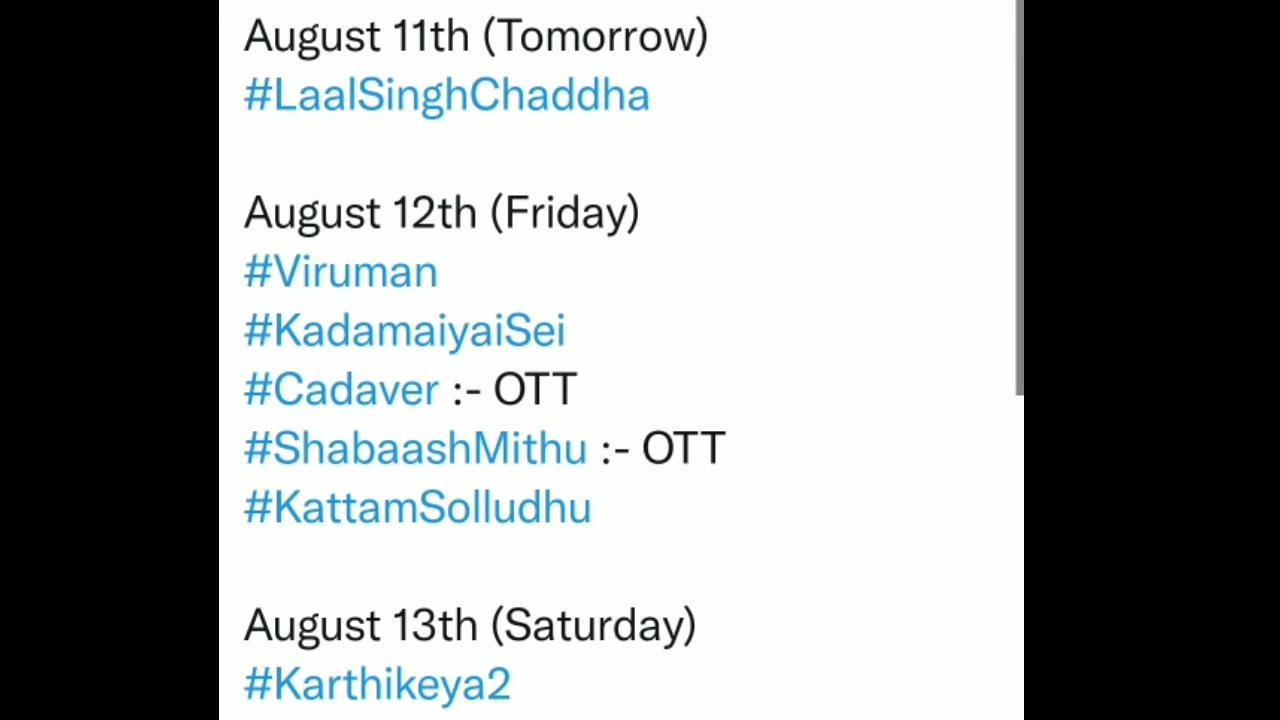 August 11th (Tomorrow)
#LaalSinghChaddha
August 12th (Friday)
#Viruman
#KadamaiyaiSei
#Cadaver :- OTT
#ShabaashMithu :- OTT
#KattamSolludhu
August 13th (Saturday)
#Karthikeya2